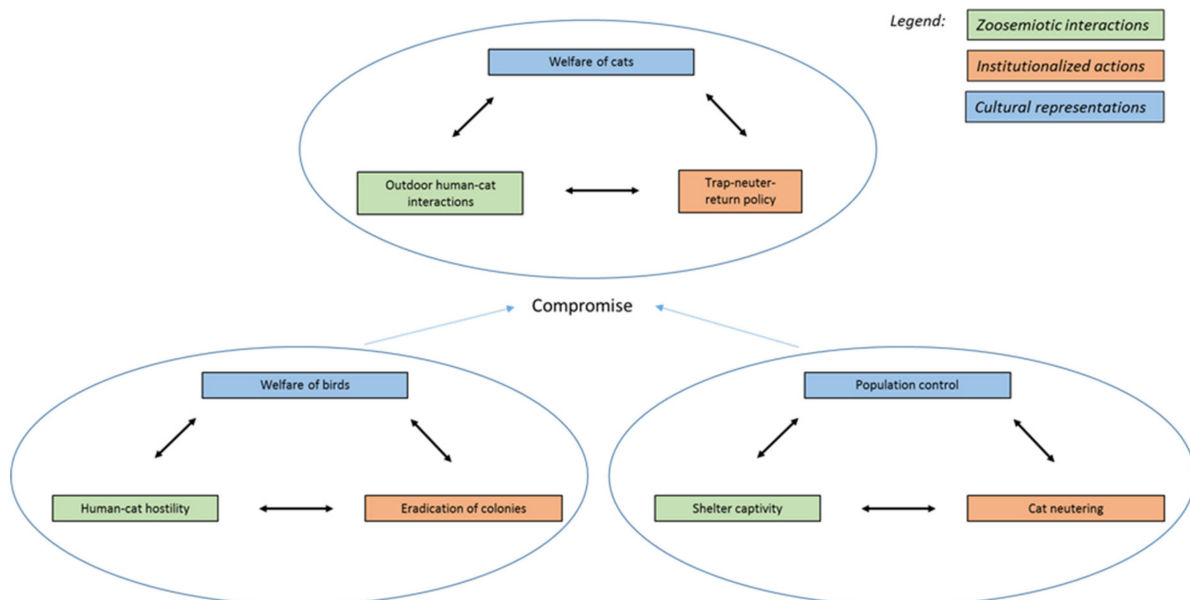 Legend:
Zoosemiotic interactions
Institutionalized actions
Cultural representations
Welfare of cats
Outdoor human-cat
interactions
Trap-neuter-
return policy
Compromise
Welfare of birds
Population control
Human-cat hostility
Eradication of colonies
Shelter captivity
Cat neutering